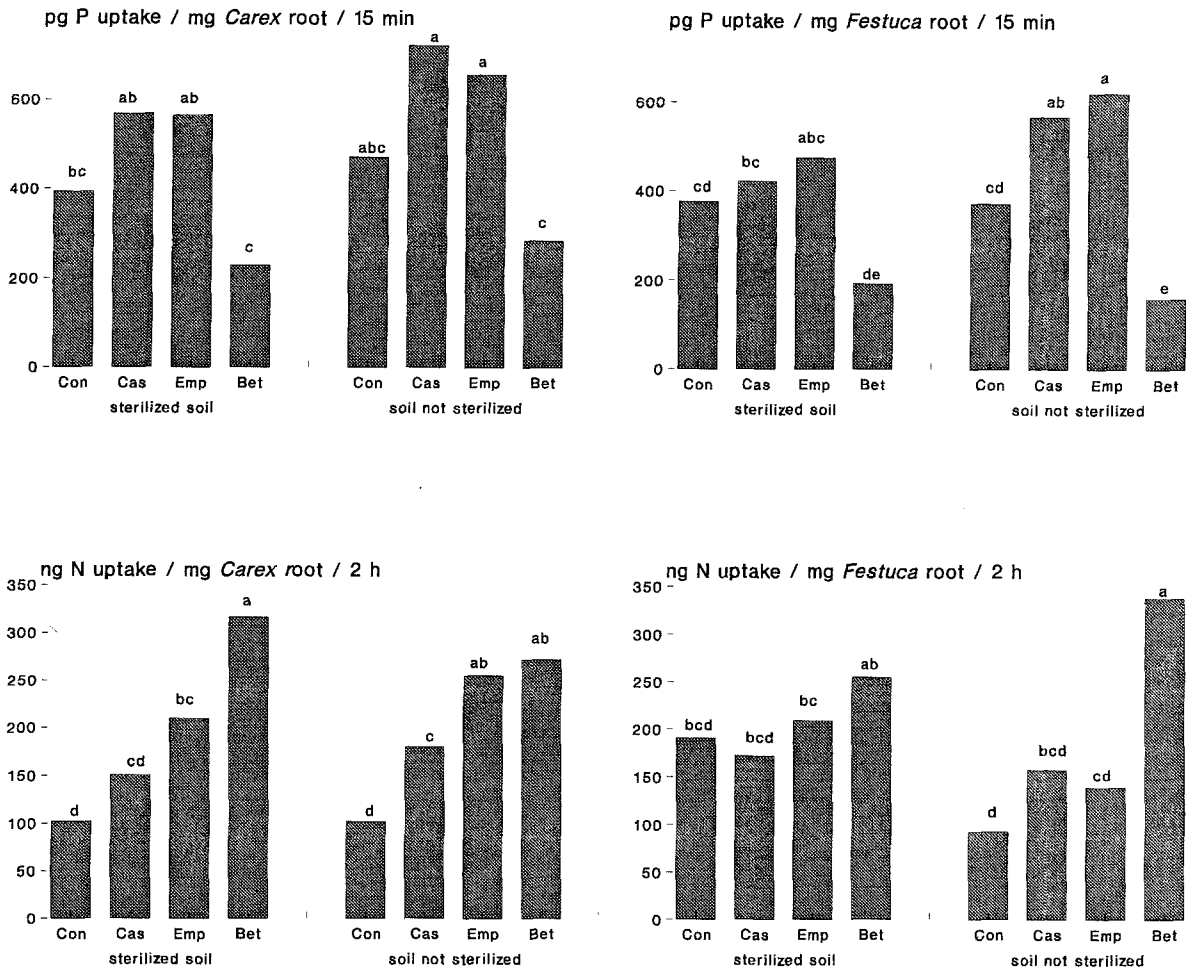 pg P uptake / mg Carex root / 15 min
a
a
ab
ab
abc
bc
c
c
600
400
200
0
Con Cas Emp Bet Con Cas Emp Bet
sterilized soil soil not sterilized
pg P uptake / mg Festuca root / 15 min
a
ab
abc
bc
cd
cd
de
e
600
400
200
0
Con Cas Emp Bet Con Cas Emp Bet
sterilized soil soil not sterilized
ng N uptake / mg Carex root / 2 h
a
ab
ab
bc
c
cd
d
d
350
300
250
200
150
100
50
0
Con Cas Emp Bet Con Cas Emp Bet
sterilized soil soil not sterilized
ng N uptake / mg Festuca root / 2 h
a
ab
bc
bcd
bcd
bcd
cd
d
350
300
250
200
150
100
50
0
Con Cas Emp Bet Con Cas Emp Bet
sterilized soil soil not sterilized